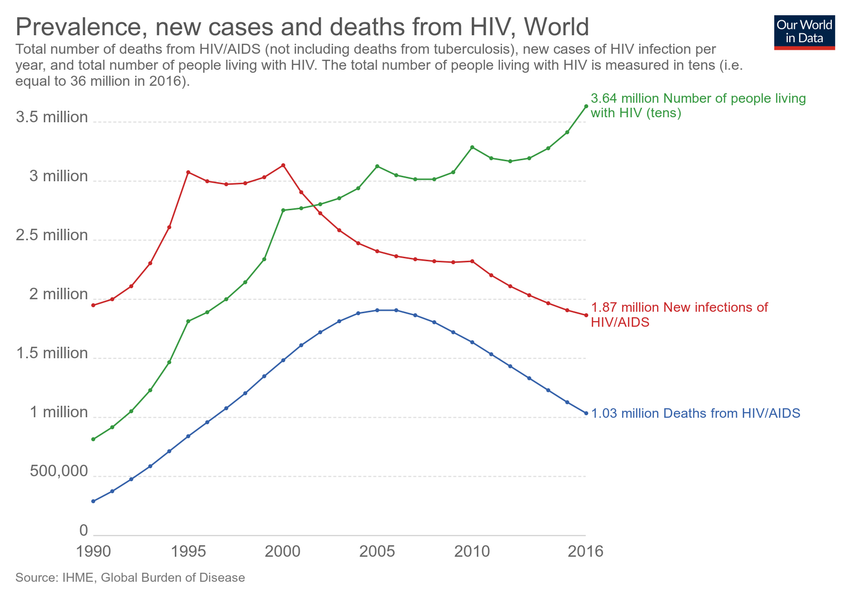 Prevalence, new cases and deaths from HIV, World
Our World
in Data
Total number of deaths from HIV/AIDS (not including deaths from tuberculosis), new cases of HIV infection per
year, and total number of people living with HIV. The total number of people living with HIV is measured in tens (i.e.
equal to 36 million in 2016).
3.64 million Number of people living
with HIV (tens)
3.5 million
3 million
2.5 million
2 million
1.87 million New infections of
HIV/AIDS
1.5 million
1 million
1.03 million Deaths from HIV/AIDS
500,000
0
1990 1995 2000 2005 2010 2016
Source: IHME, Global Burden of Disease